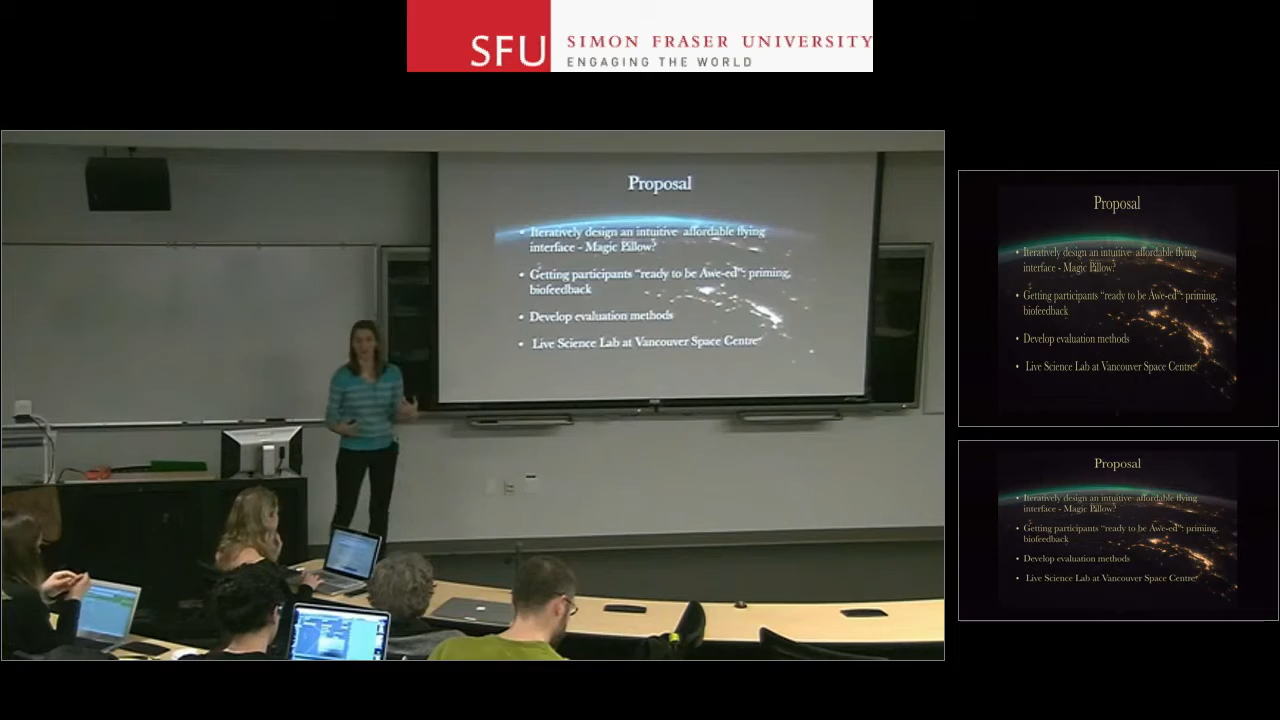 SFU
SIMON FRASER UNIVERSITY
ENGAGING THE WORLD
Proposal
• Iteratively design an intuitive affordable flying
interface - Magic Pillow?
• Getting participants “ready to be Awe-ed”: priming,
biofeedback
• Develop evaluation methods
• Live Science Lab at Vancouver Space Centre
Proposal
• Iteratively design an intuitive affordable flying
interface - Magic Pillow?
• Getting participants “ready to be Awe-ed”: priming,
biofeedback
• Develop evaluation methods
• Live Science Lab at Vancouver Space Centre
Proposal
• Iteratively design an intuitive affordable flying
interface - Magic Pillow?
• Getting participants “ready to be Awe-ed”: priming,
biofeedback
• Develop evaluation methods
• Live Science Lab at Vancouver Space Centre